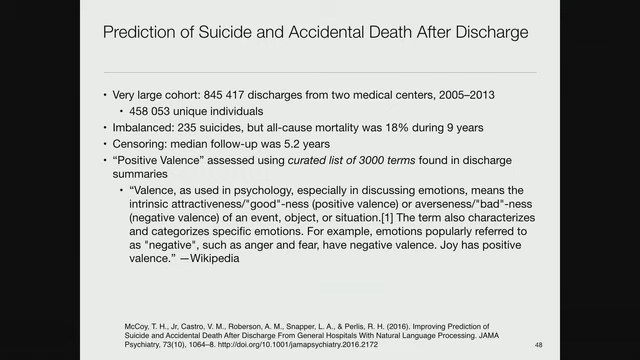 Prediction of Suicide and Accidental Death After Discharge
• Very large cohort: 845 417 discharges from two medical centers, 2005–2013
• 458 053 unique individuals
• Imbalanced: 235 suicides, but all-cause mortality was 18% during 9 years
• Censoring: median follow-up was 5.2 years
• “Positive Valence” assessed using curated list of 3000 terms found in discharge
summaries
• “Valence, as used in psychology, especially in discussing emotions, means the
intrinsic attractiveness/"good"-ness (positive valence) or averseness/"bad"-ness
(negative valence) of an event, object, or situation.[1] The term also characterizes
and categorizes specific emotions. For example, emotions popularly referred to
as "negative", such as anger and fear, have negative valence. Joy has positive
valence.” —Wikipedia
McCoy, T. H., Jr, Castro, V. M., Roberson, A. M., Snapper, L. A., & Perlis, R. H. (2016). Improving Prediction of
Suicide and Accidental Death After Discharge From General Hospitals With Natural Language Processing. JAMA
Psychiatry, 73(10), 1064–8. http://doi.org/10.1001/jamapsychiatry.2016.2172
48